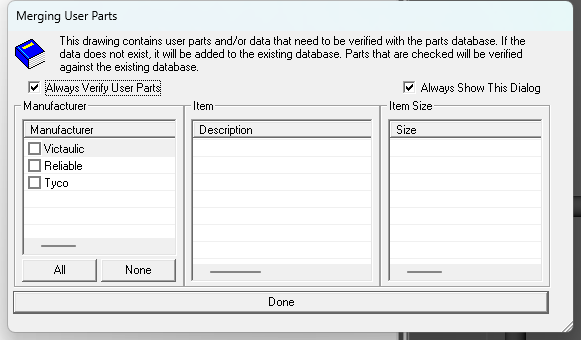 Merging User Parts
This drawing contains user parts and/or data that need to be verified with the parts database. If the
data does not exist, it will be added to the existing database. Parts that are checked will be verified
against the existing database.
Always Verify User Parts
Always Show This Dialog
Manufacturer
Item
Item Size
Manufacturer
Description
Size
Victaulic
Reliable
Tyco
All
None
Done